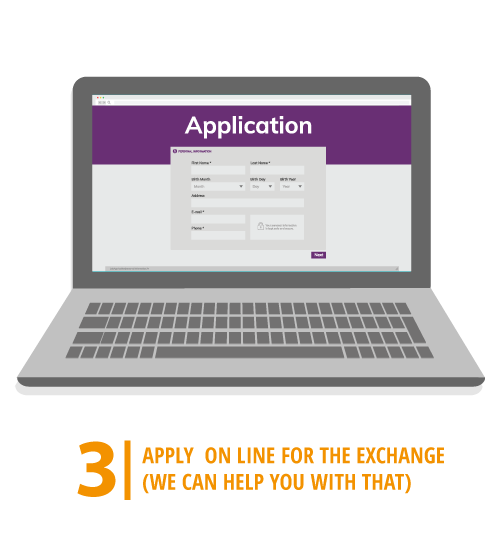 Application
PERSONAL INFORMATION
First Name *
Last Name *
Birth Month
Birth Day
Birth Year
Month
Day
Year
Address
E-mail *
Phone *
Next
3
APPLY ON LINE FOR THE EXCHANGE
(WE CAN HELP YOU WITH THAT)